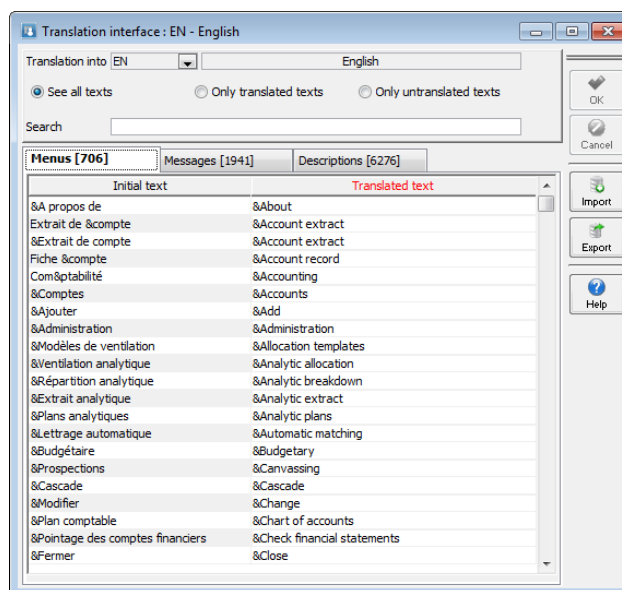 Translation interface : EN - English
Translation into EN English
See all texts Only translated texts Only untranslated texts
Search
OK
Cancel
Import
Export
Help
Menus [706] Messages [1941] Descriptions [6276]
Initial text Translated text
&A propos de &About
Extrait de &compte &Account extract
&Extrait de compte &Account extract
Fiche &compte &Account record
Com&ptabilité &Accounting
&Comptes &Accounts
&Ajouter &Add
&Administration &Administration
&Modèles de ventilation &Allocation templates
&Ventilation analytique &Analytic allocation
&Répartition analytique &Analytic breakdown
&Extrait analytique &Analytic extract
&Plans analytiques &Analytic plans
&Lettrage automatique &Automatic matching
&Budgétaire &Budgetary
&Prospections &Canvassing
&Cascade &Cascade
&Modifier &Change
&Plan comptable &Chart of accounts
&Pointage des comptes financiers &Check financial statements
&Fermer &Close